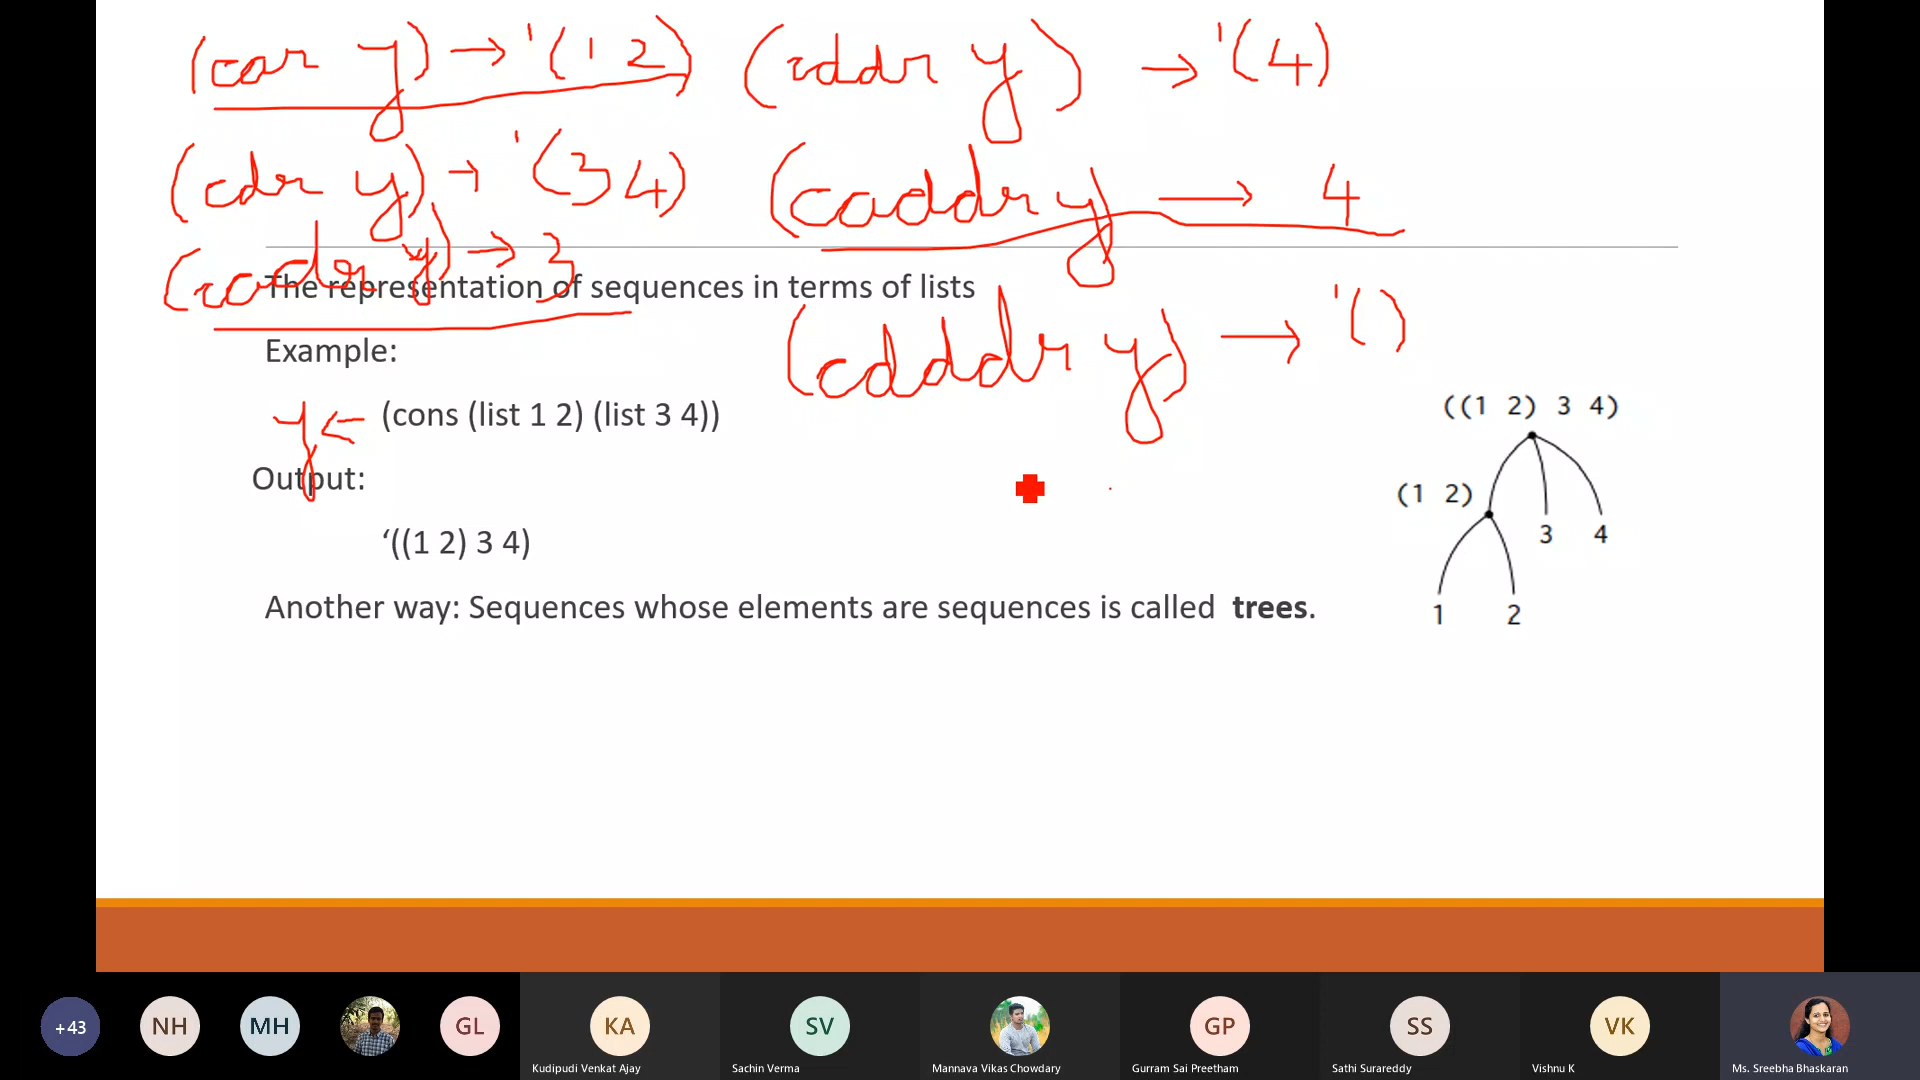 (car y) → '(1 2)
(cddr y) → '(4)
(cdr y) → '(3 4)
(caddr y → 4
(cadr y) → 3
The representation of sequences in terms of lists
(cdddr y) → '()
Example:
y ← (cons (list 1 2) (list 3 4))
Output:
‘((1 2) 3 4)
Another way: Sequences whose elements are sequences is called trees.
((1 2) 3 4)
(1 2)
3 4
1 2
+43 NH MH GL KA SV GP SS VK
Kudipudi Venkat Ajay Sachin Verma Mannava Vikas Chowdary Gurram Sai Preetham Sathi Surareddy Vishnu K Ms. Sreebha Bhaskaran